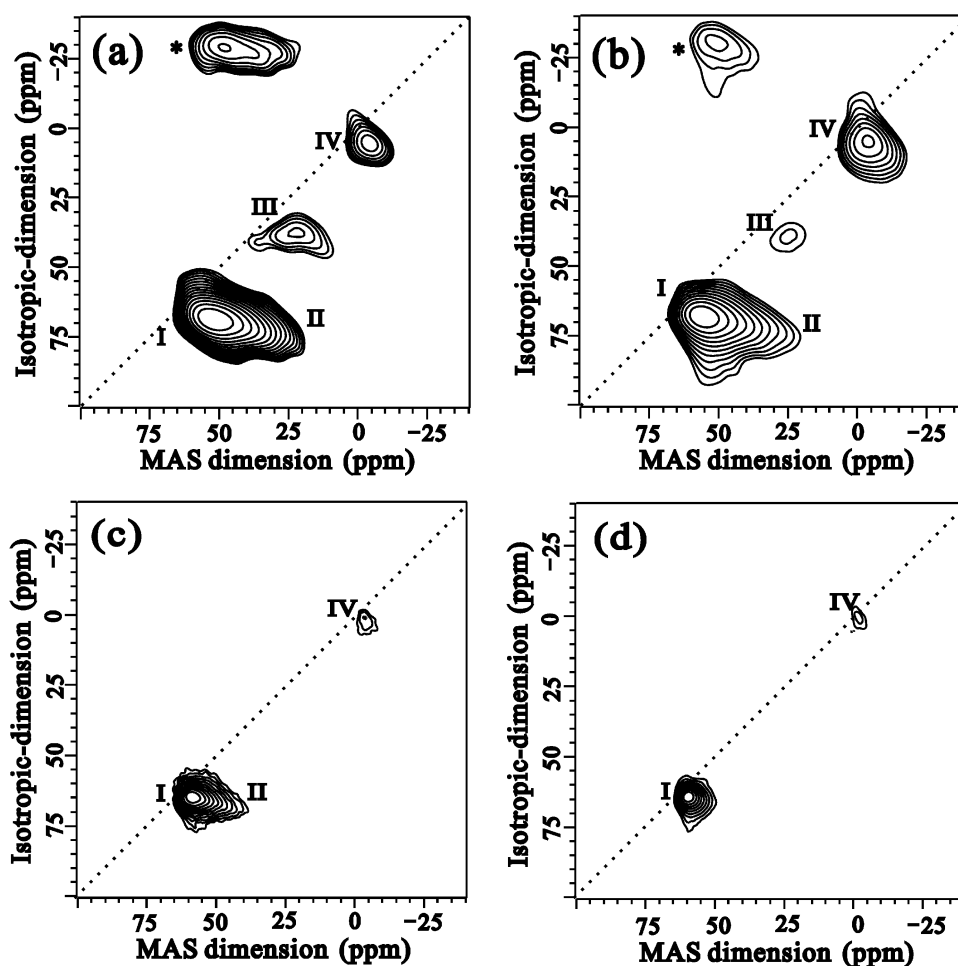 (a)
*
IV
III
I
II
Isotropic-dimension (ppm)
-25
0
25
50
75
75 50 25 0 -25
MAS dimension (ppm)
(b)
*
IV
III
I
II
Isotropic-dimension (ppm)
-25
0
25
50
75
75 50 25 0 -25
MAS dimension (ppm)
(c)
IV
I
II
Isotropic-dimension (ppm)
-25
0
25
50
75
75 50 25 0 -25
MAS dimension (ppm)
(d)
IV
I
Isotropic-dimension (ppm)
-25
0
25
50
75
75 50 25 0 -25
MAS dimension (ppm)